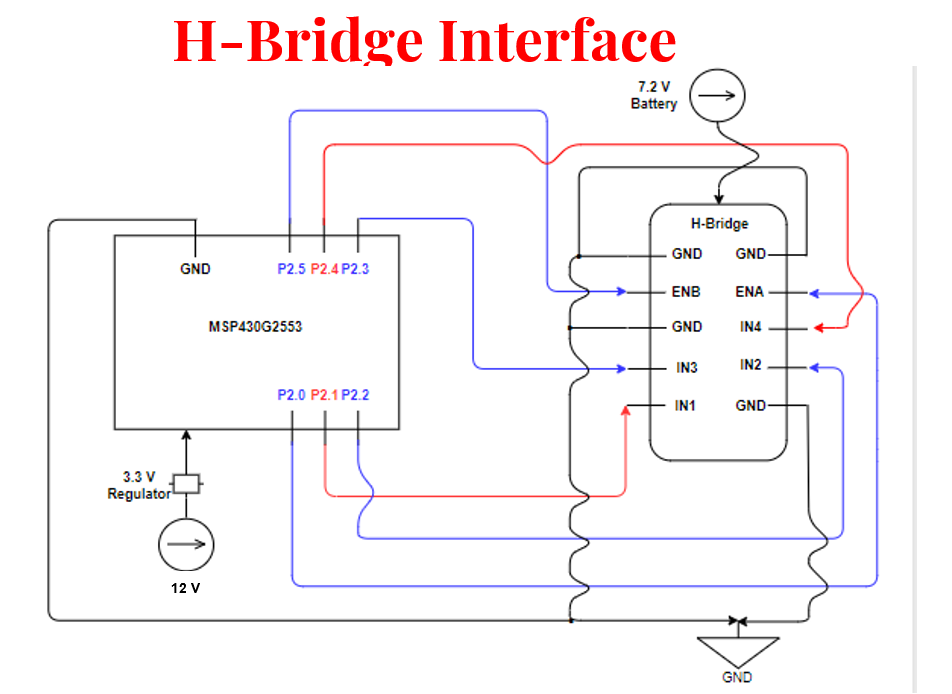 H-Bridge Interface
7.2 V
Battery
H-Bridge
GND GND
GND P2.5 P2.4 P2.3
ENB ENA
MSP430G2553
GND IN4
IN3 IN2
P2.0 P2.1 P2.2
IN1 GND
3.3 V
Regulator
12 V
GND